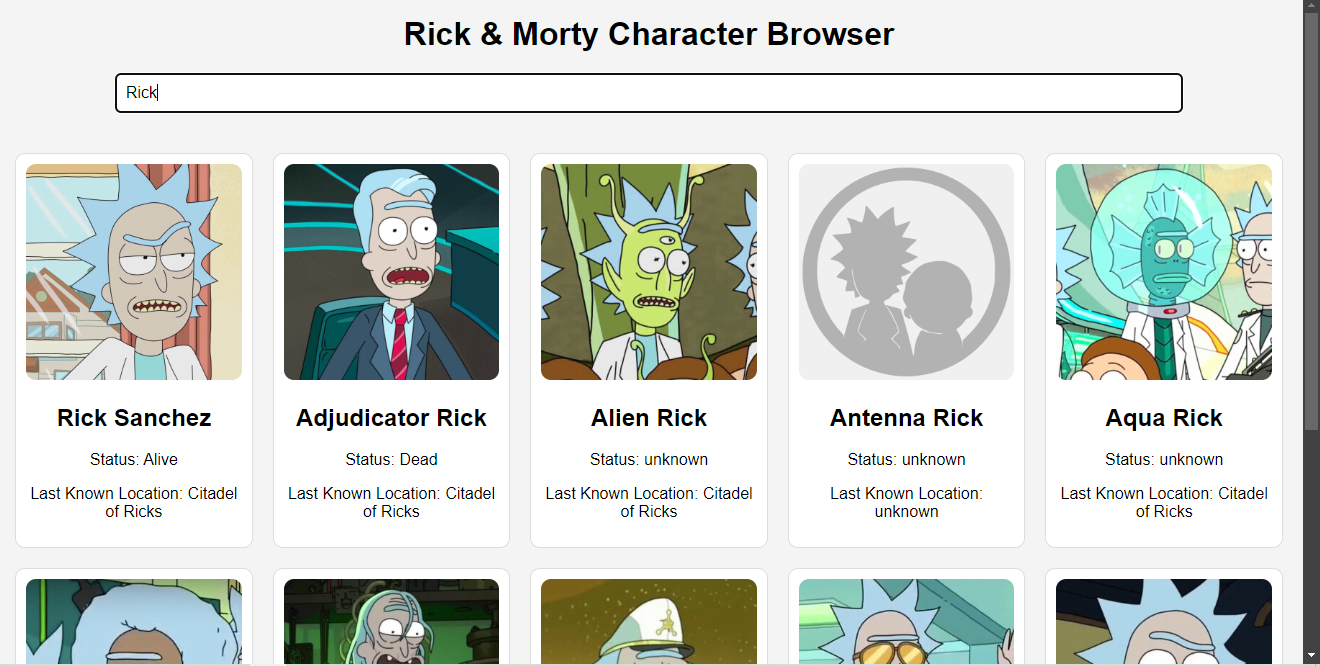 Rick & Morty Character Browser
Rick
Rick Sanchez
Status: Alive
Last Known Location: Citadel
of Ricks
Adjudicator Rick
Status: Dead
Last Known Location: Citadel
of Ricks
Alien Rick
Status: unknown
Last Known Location: Citadel
of Ricks
Antenna Rick
Status: unknown
Last Known Location:
unknown
Aqua Rick
Status: unknown
Last Known Location: Citadel
of Ricks